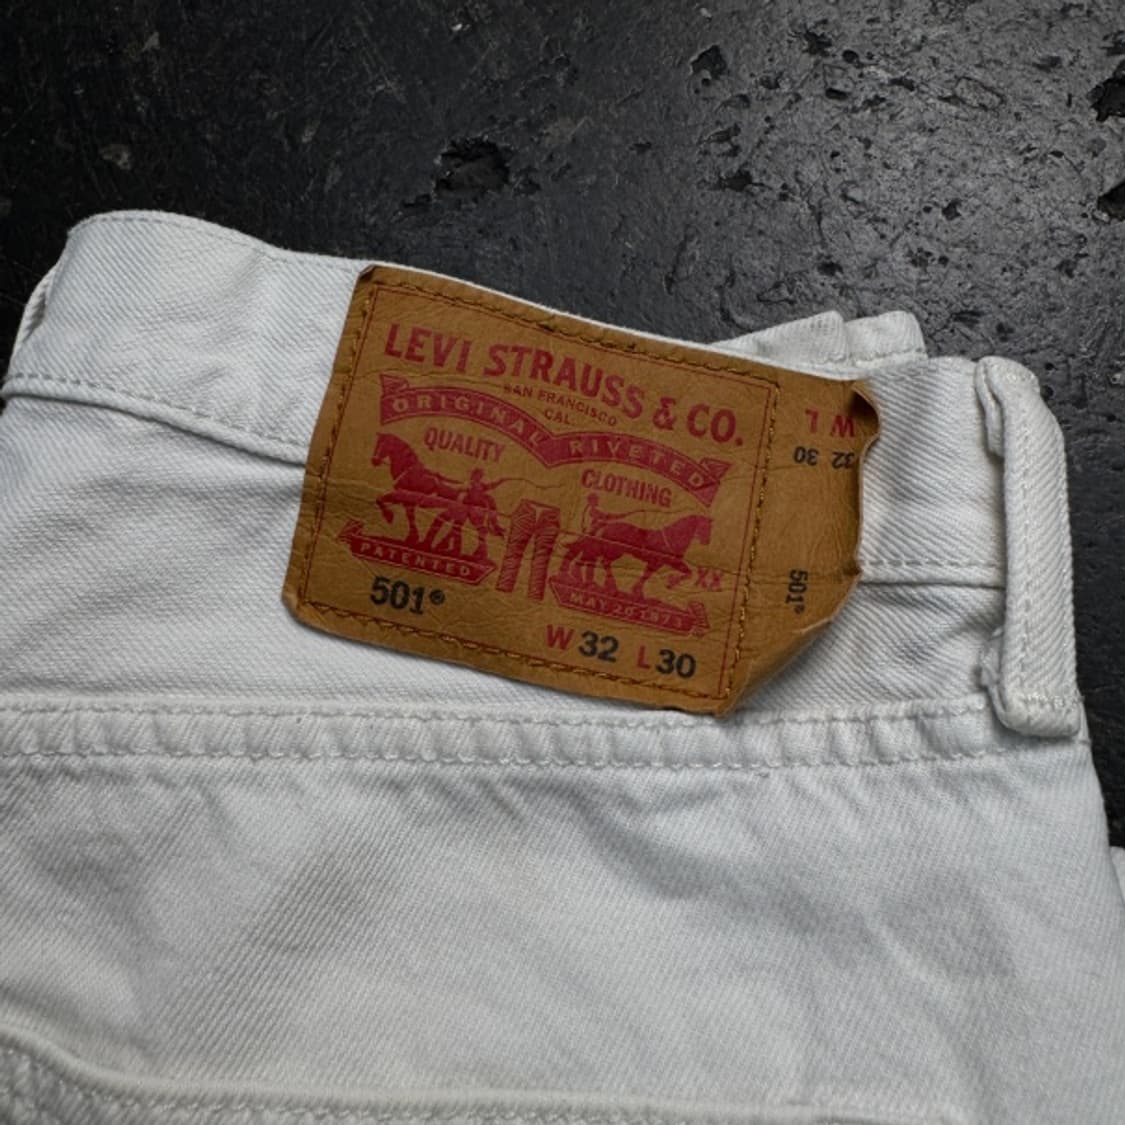 LEVI STRAUSS & CO.
SAN FRANCISCO
CAL.
ORIGINAL RIVETED
QUALITY CLOTHING
XX
PATENTED MAY 20 1873
501®
W 32 L 30
W L
32 30
501®